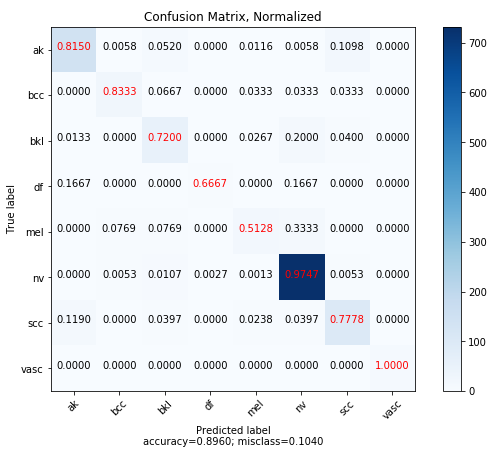 Confusion Matrix, Normalized
ak 0.8150 0.0058 0.0520 0.0000 0.0116 0.0058 0.1098 0.0000
bcc 0.0000 0.8333 0.0667 0.0000 0.0333 0.0333 0.0333 0.0000
bkl 0.0133 0.0000 0.7200 0.0000 0.0267 0.2000 0.0400 0.0000
df 0.1667 0.0000 0.0000 0.6667 0.0000 0.1667 0.0000 0.0000
mel 0.0000 0.0769 0.0769 0.0000 0.5128 0.3333 0.0000 0.0000
nv 0.0000 0.0053 0.0107 0.0027 0.0013 0.9747 0.0053 0.0000
scc 0.1190 0.0000 0.0397 0.0000 0.0238 0.0397 0.7778 0.0000
vasc 0.0000 0.0000 0.0000 0.0000 0.0000 0.0000 0.0000 1.0000
True label
ak bcc bkl df mel nv scc vasc
Predicted label
accuracy=0.8960; misclass=0.1040
700
600
500
400
300
200
100
0